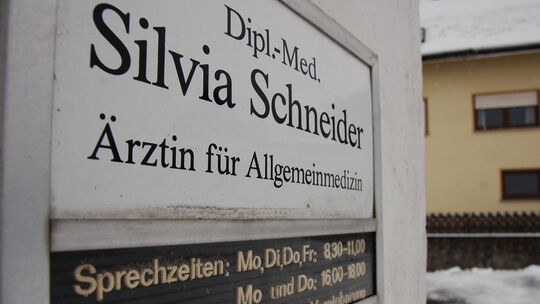 Dipl.-Med.
Silvia Schneider
Ärztin für Allgemeinmedizin
Sprechzeiten: Mo,Di,Do,Fr: 8.30-11.00
Mo und Do: 16.00-18.00